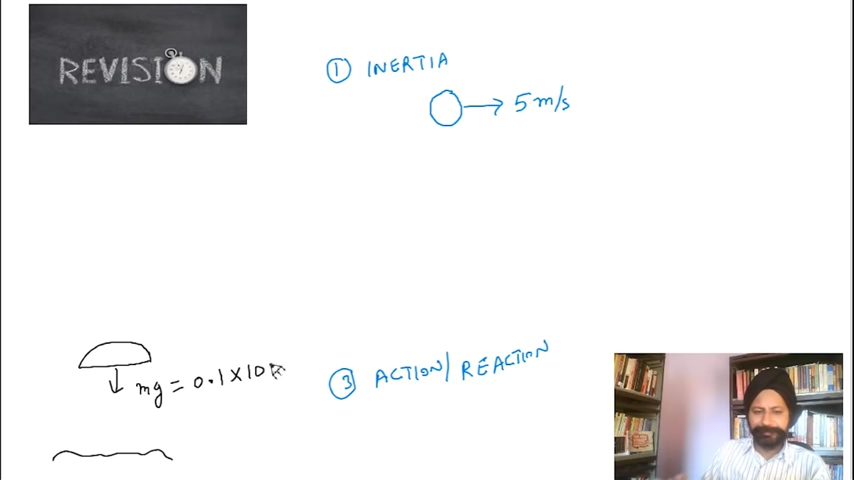 REVISION
① INERTIA
5 m/s
mg = 0.1 × 10
③ ACTION / REACTION